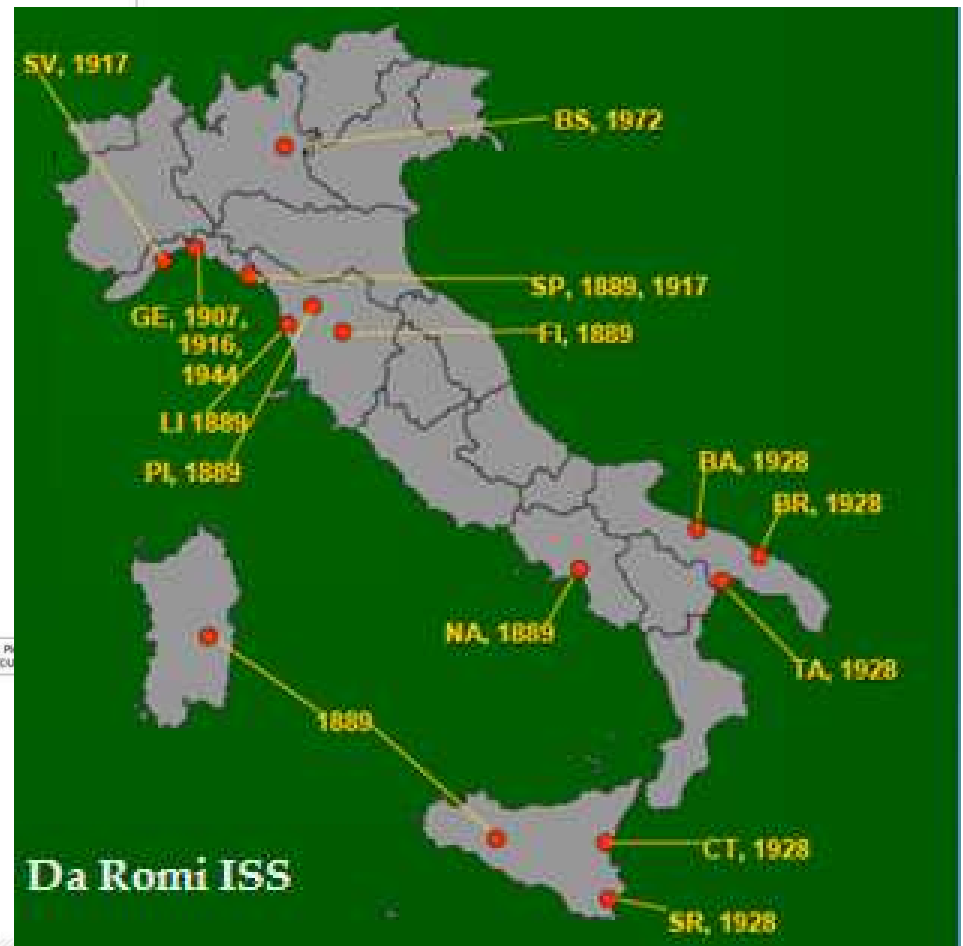 SV, 1917
BS, 1972
SP, 1889, 1917
GE, 1907,
1916,
1944
FI, 1889
LI 1889
PI, 1889
BA, 1928
BR, 1928
NA, 1889
TA, 1928
1889
CT, 1928
Da Romi ISS
SR, 1928